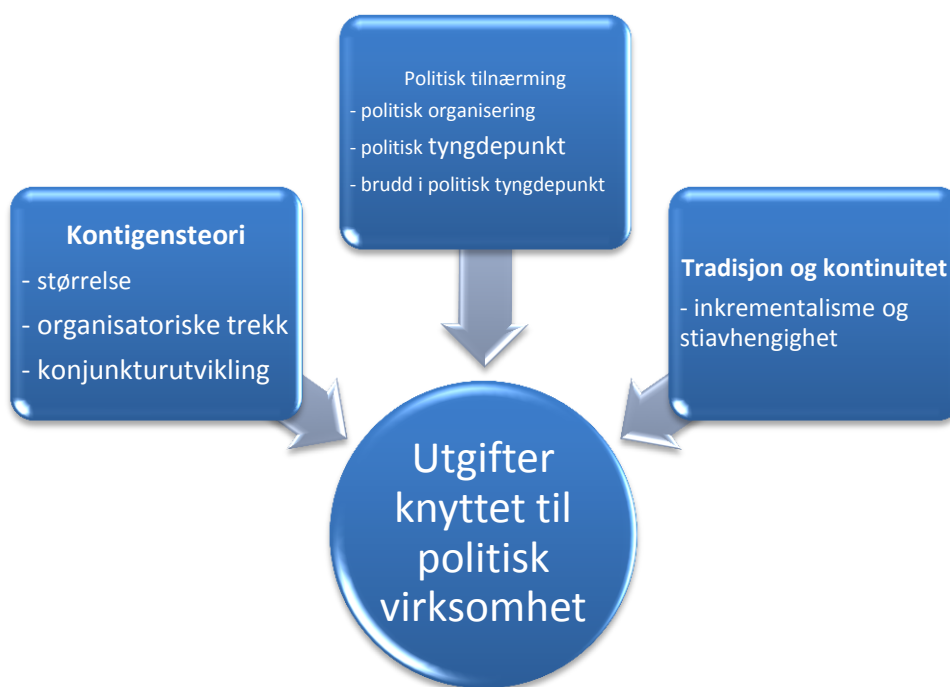 Politisk tilnærming
- politisk organisering
- politisk tyngdepunkt
- brudd i politisk tyngdepunkt
Kontigensteori
- størrelse
- organisatoriske trekk
- konjunkturutvikling
Tradisjon og kontinuitet
- inkrementalisme og
stiavhengighet
Utgifter
knyttet til
politisk
virksomhet